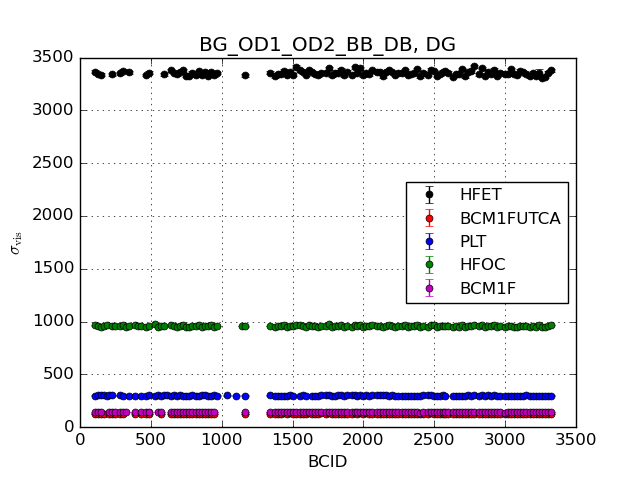 BG_OD1_OD2_BB_DB, DG
3500
3000
2500
2000
1500
1000
500
0
σvis
HFET
BCM1FUTCA
PLT
HFOC
BCM1F
0 500 1000 1500 2000 2500 3000 3500
BCID